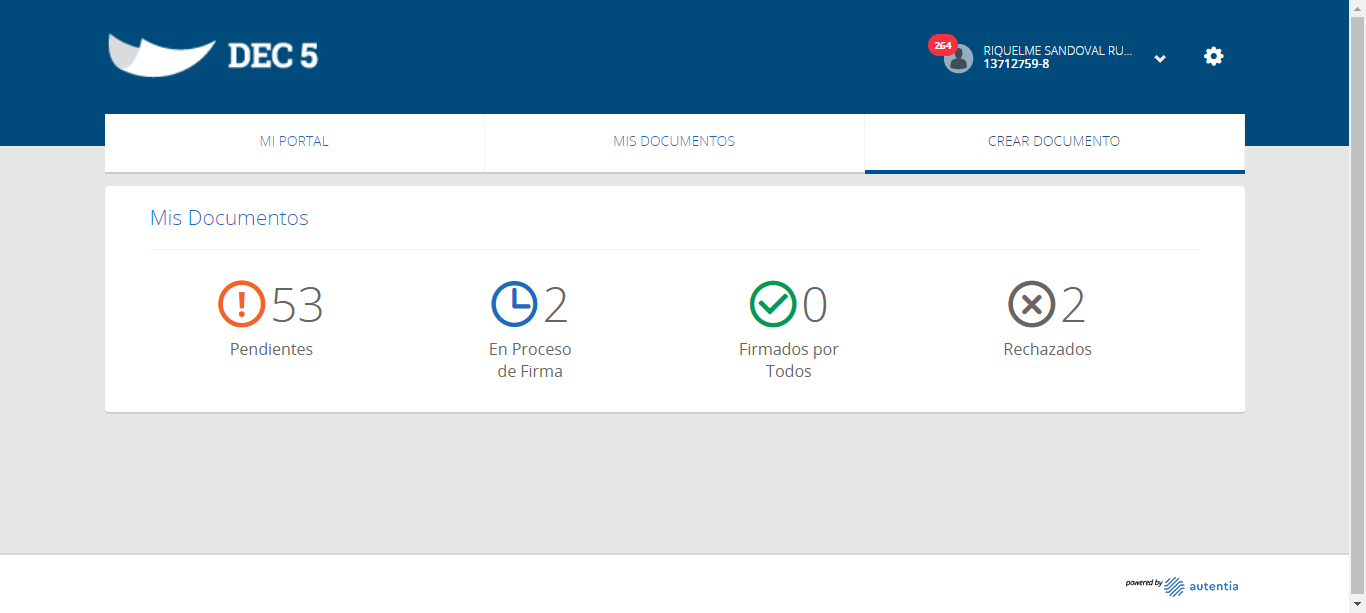 DEC 5
264
RIQUELME SANDOVAL RU...
13712759-8
MI PORTAL
MIS DOCUMENTOS
CREAR DOCUMENTO
Mis Documentos
53
Pendientes
2
En Proceso
de Firma
0
Firmados por
Todos
2
Rechazados
powered by autentia